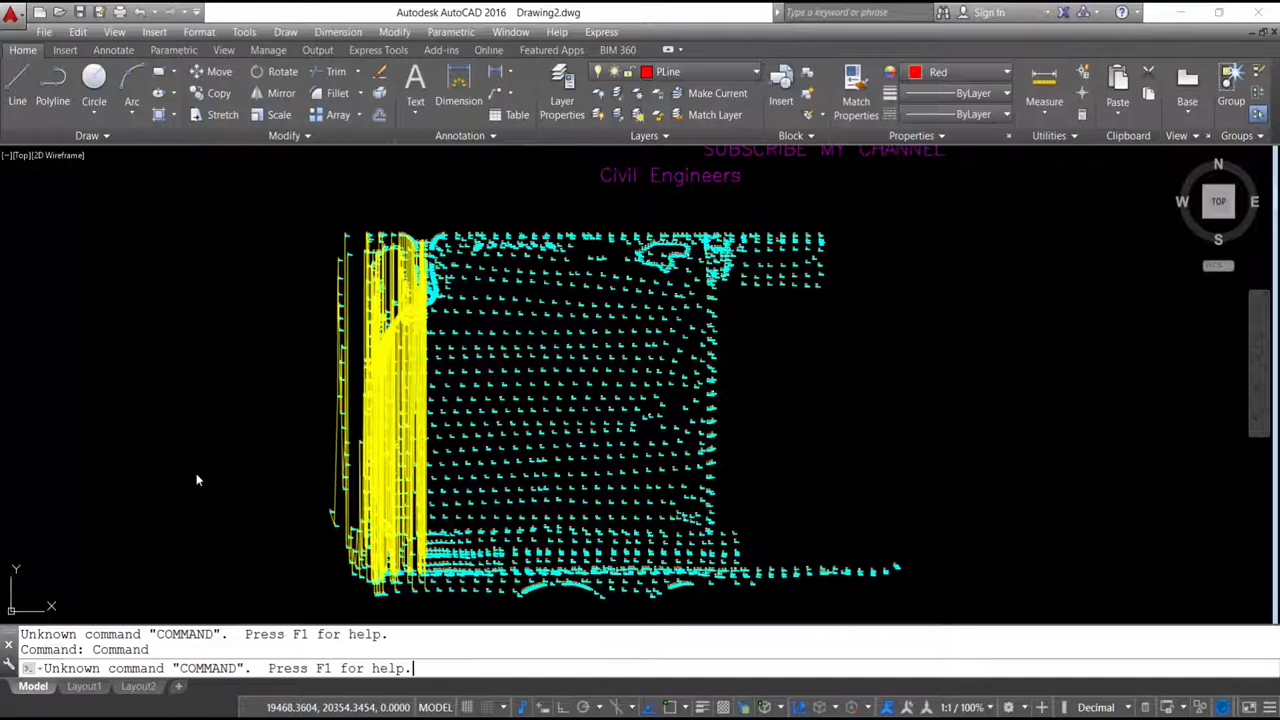 Autodesk AutoCAD 2016 Drawing2.dwg
Type a keyword or phrase
Sign In
File Edit View Insert Format Tools Draw Dimension Modify Parametric Window Help Express
Home Insert Annotate Parametric View Manage Output Express Tools Add-ins Online Featured Apps BIM 360
Line
Polyline
Circle
Arc
Move
Copy
Stretch
Rotate
Mirror
Scale
Trim
Fillet
Array
Text
Dimension
Table
Layer
Properties
PLine
Make Current
Match Layer
Insert
Match
Properties
Red
ByLayer
ByLayer
Measure
Paste
Base
Group
Draw
Modify
Annotation
Layers
Block
Properties
Utilities
Clipboard
View
Groups
[−][Top][2D Wireframe]
SUBSCRIBE MY CHANNEL
Civil Engineers
N
W
TOP
E
S
WCS
Y
X
Unknown command "COMMAND". Press F1 for help.
Command: Command
Unknown command "COMMAND". Press F1 for help.
Model Layout1 Layout2 +
19468.3604, 20354.3454, 0.0000 MODEL
1:1 / 100%
Decimal